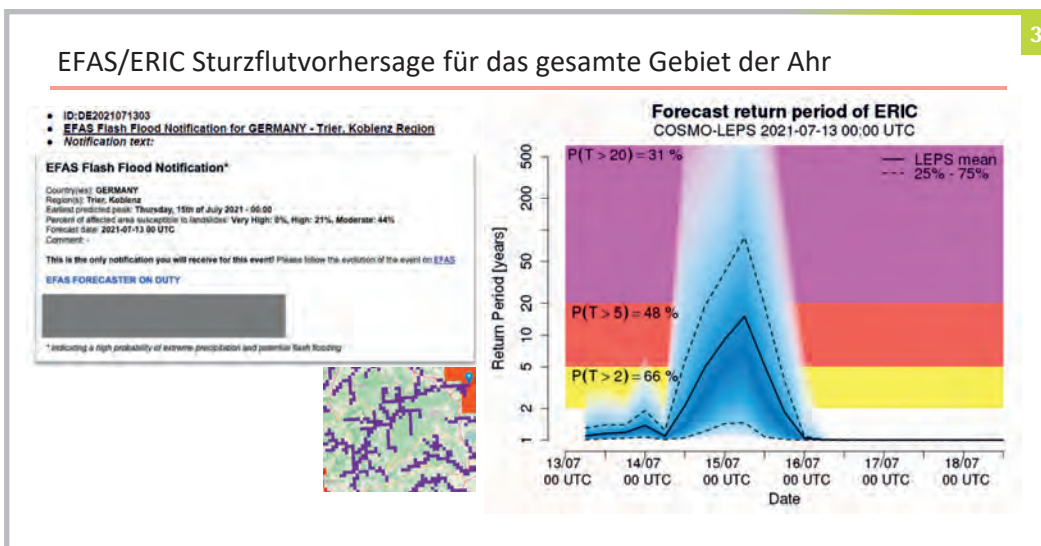 3
EFAS/ERIC Sturzflutvorhersage für das gesamte Gebiet der Ahr
• ID:DE2021071303
• EFAS Flash Flood Notification for GERMANY - Trier, Koblenz Region
• Notification text:
EFAS Flash Flood Notification*
Country(ies): GERMANY
Region(s): Trier, Koblenz
Earliest predicted peak: Thursday, 15th of July 2021 - 00:00
Percent of affected area susceptible to landslides: Very High: 0%, High: 21%, Moderate: 44%
Forecast date: 2021-07-13 00 UTC
Comment: -
This is the only notification you will receive for this event! Please follow the evolution of the event on EFAS
EFAS FORECASTER ON DUTY
* indicating a high probability of extreme precipitation and potential flash flooding
Forecast return period of ERIC
COSMO-LEPS 2021-07-13 00:00 UTC
P(T > 20) = 31 %
LEPS mean
25% - 75%
P(T > 5) = 48 %
P(T > 2) = 66 %
Return Period [years]
500
200
50
20
10
5
2
1
13/07 14/07 15/07 16/07 17/07 18/07
00 UTC 00 UTC 00 UTC 00 UTC 00 UTC 00 UTC
Date